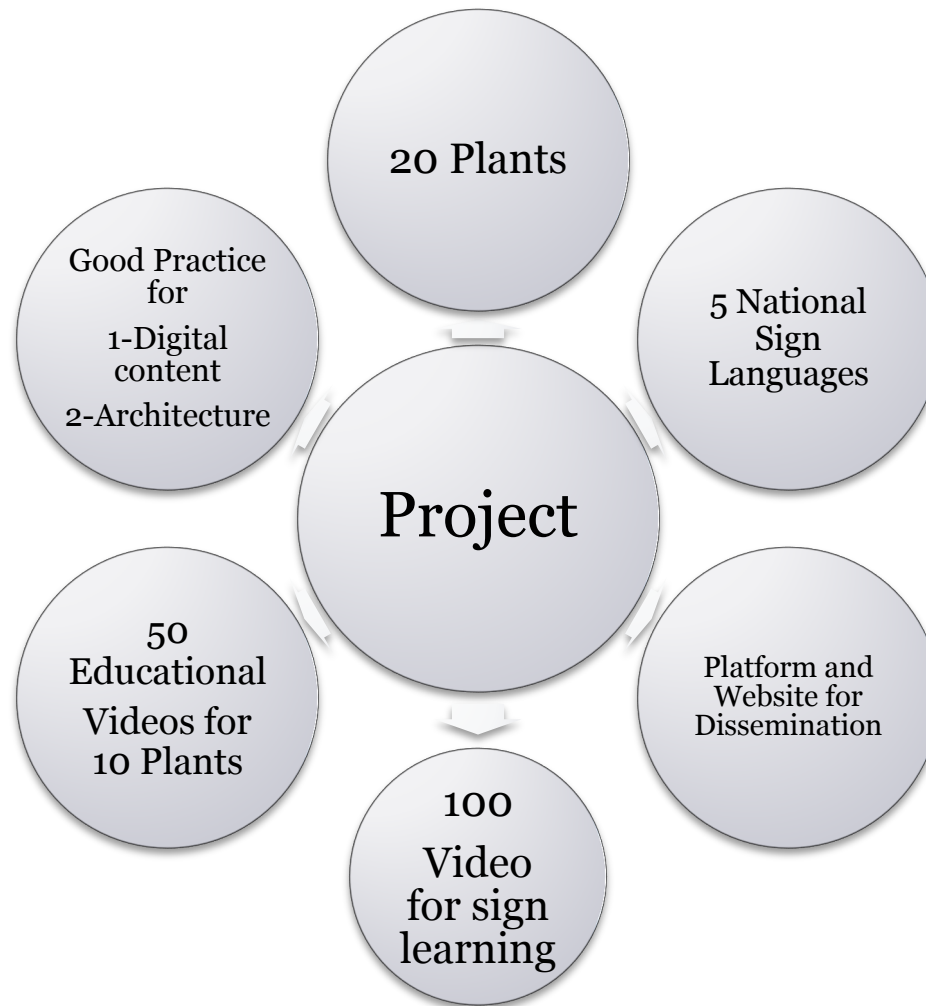 20 Plants
5 National
Sign
Languages
Platform and
Website for
Dissemination
100
Video
for sign
learning
50
Educational
Videos for
10 Plants
Good Practice
for
1-Digital
content
2-Architecture
Project